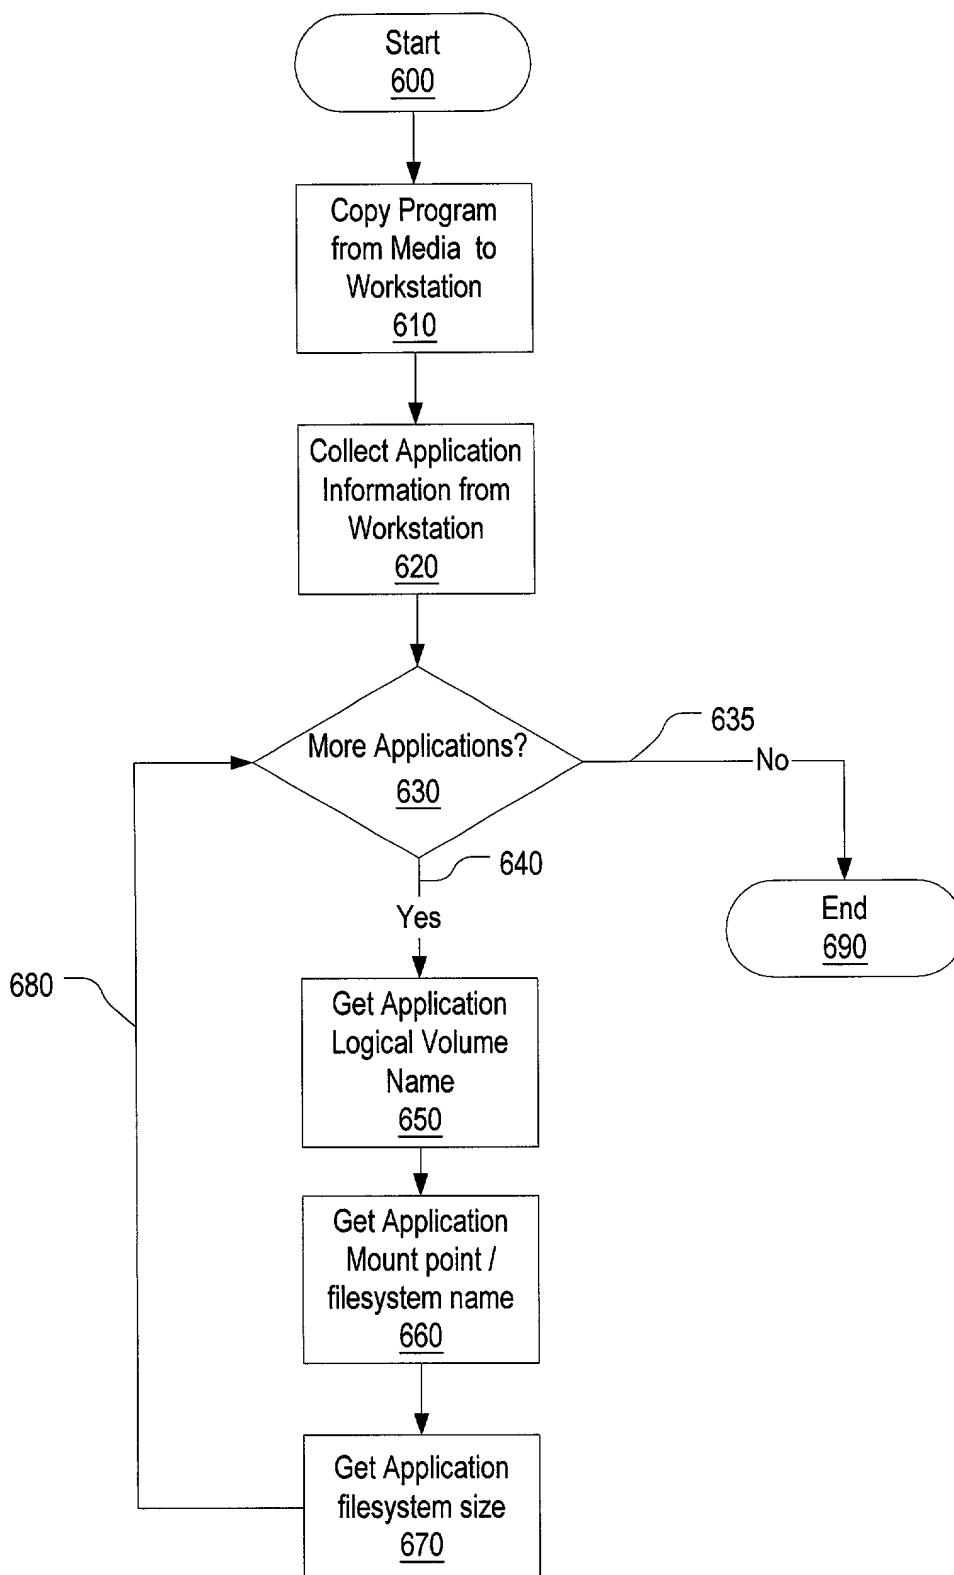 Start
600
Copy Program
from Media to
Workstation
610
Collect Application
Information from
Workstation
620
More Applications?
630
635
No
640
Yes
End
690
680
Get Application
Logical Volume
Name
650
Get Application
Mount point /
filesystem name
660
Get Application
filesystem size
670